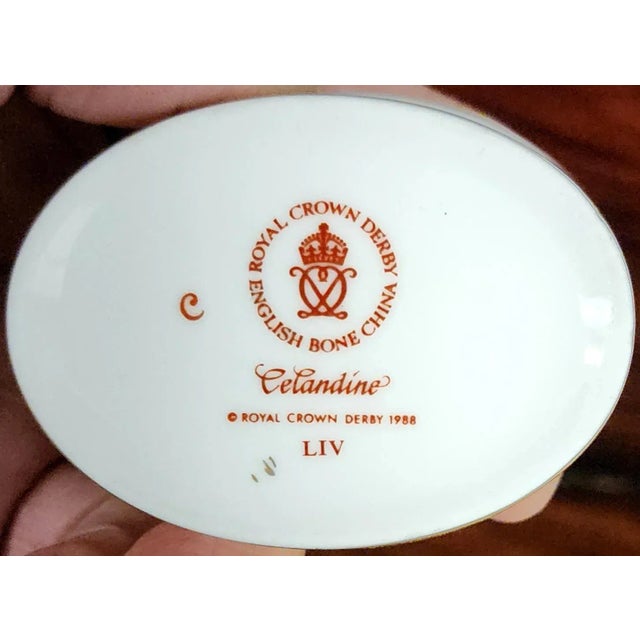 ROYAL CROWN DERBY
ENGLISH BONE CHINA
C
Celandine
© ROYAL CROWN DERBY 1988
LIV